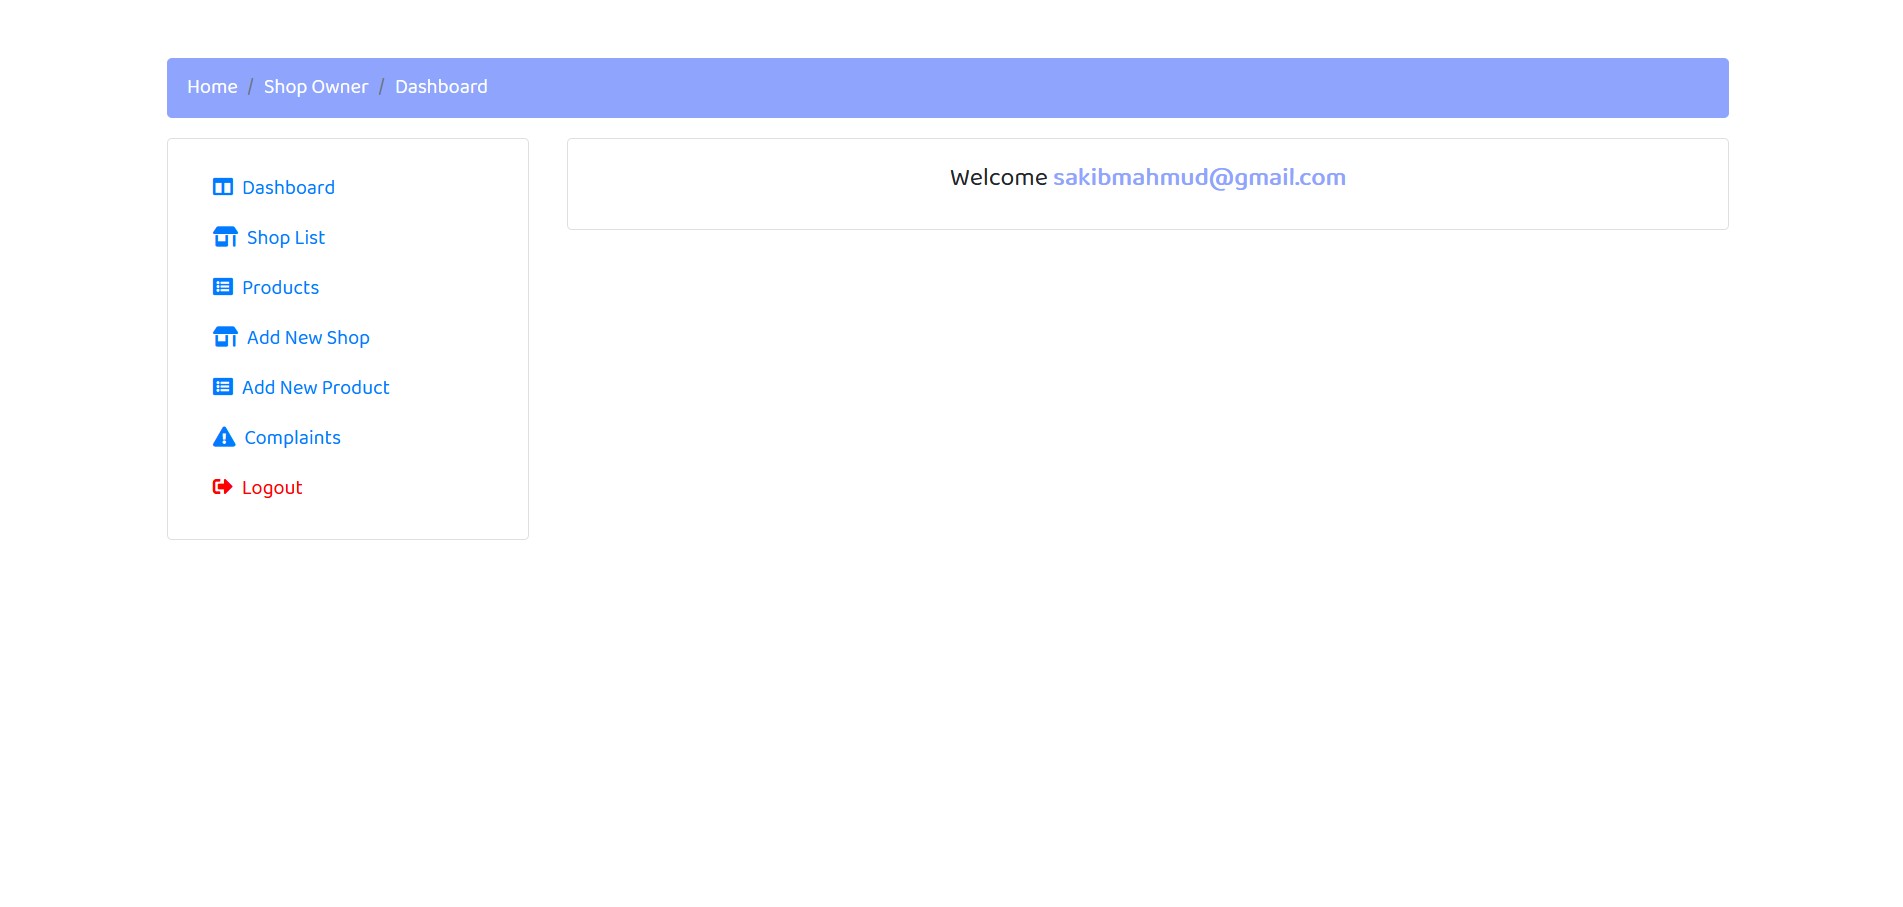 Home / Shop Owner / Dashboard
Dashboard
Shop List
Products
Add New Shop
Add New Product
Complaints
Logout
Welcome sakibmahmud@gmail.com